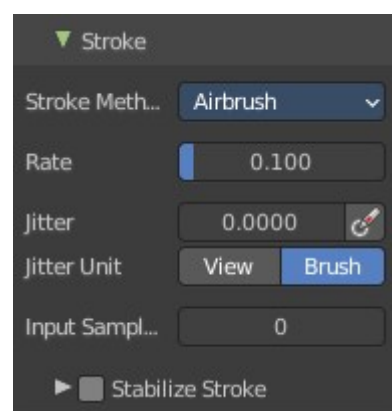 Stroke
Stroke Meth... Airbrush
Rate 0.100
Jitter 0.0000
Jitter Unit View Brush
Input Sampl... 0
Stabilize Stroke